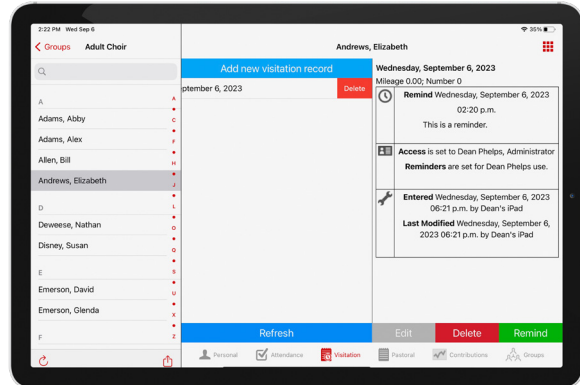 2:22 PM Wed Sep 6
35%
Groups
Adult Choir
Andrews, Elizabeth
A
Adams, Abby
Adams, Alex
Allen, Bill
Andrews, Elizabeth
D
Deweese, Nathan
Disney, Susan
E
Emerson, David
Emerson, Glenda
F
A
C
F
H
J
L
O
Q
S
U
X
Z
Add new visitation record
ptember 6, 2023
Delete
Refresh
Wednesday, September 6, 2023
Mileage 0.00; Number 0
Remind Wednesday, September 6, 2023
02:20 p.m.
This is a reminder.
Access is set to Dean Phelps, Administrator
Reminders are set for Dean Phelps use.
Entered Wednesday, September 6, 2023
06:21 p.m. by Dean's iPad
Last Modified Wednesday, September 6,
2023 06:21 p.m. by Dean's iPad
Edit
Delete
Remind
Personal
Attendance
Visitation
Pastoral
Contributions
Groups